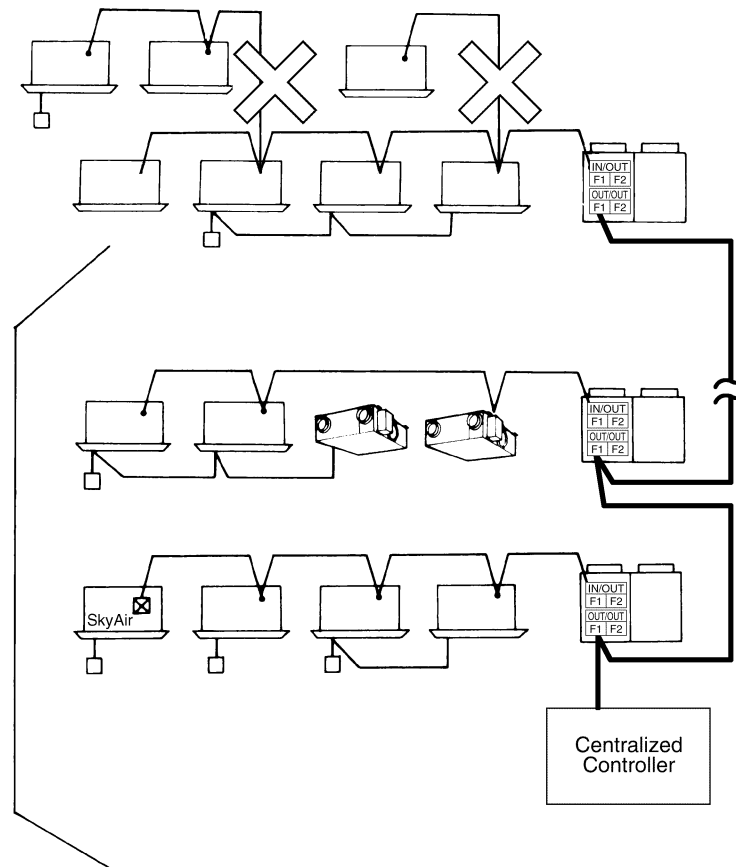 IN/OUT
F1 F2
OUT/OUT
F1 F2
IN/OUT
F1 F2
OUT/OUT
F1 F2
IN/OUT
F1 F2
SkyAir
OUT/OUT
F1 F2
Centralized
Controller